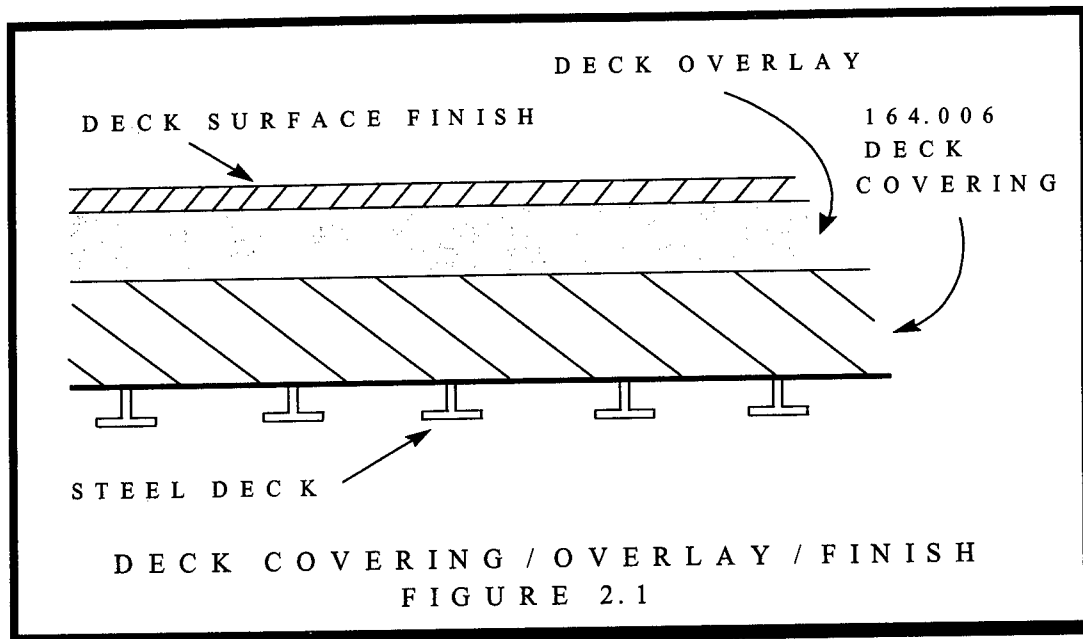 DECK OVERLAY
164.006
DECK
COVERING
DECK SURFACE FINISH
STEEL DECK
DECK COVERING / OVERLAY / FINISH
FIGURE 2.1